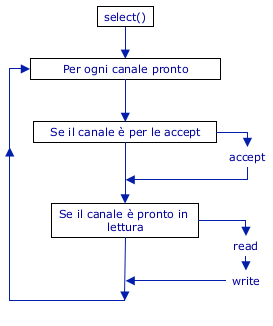 select()
Per ogni canale pronto
Se il canale è per le accept
accept
Se il canale è pronto in
lettura
read
write